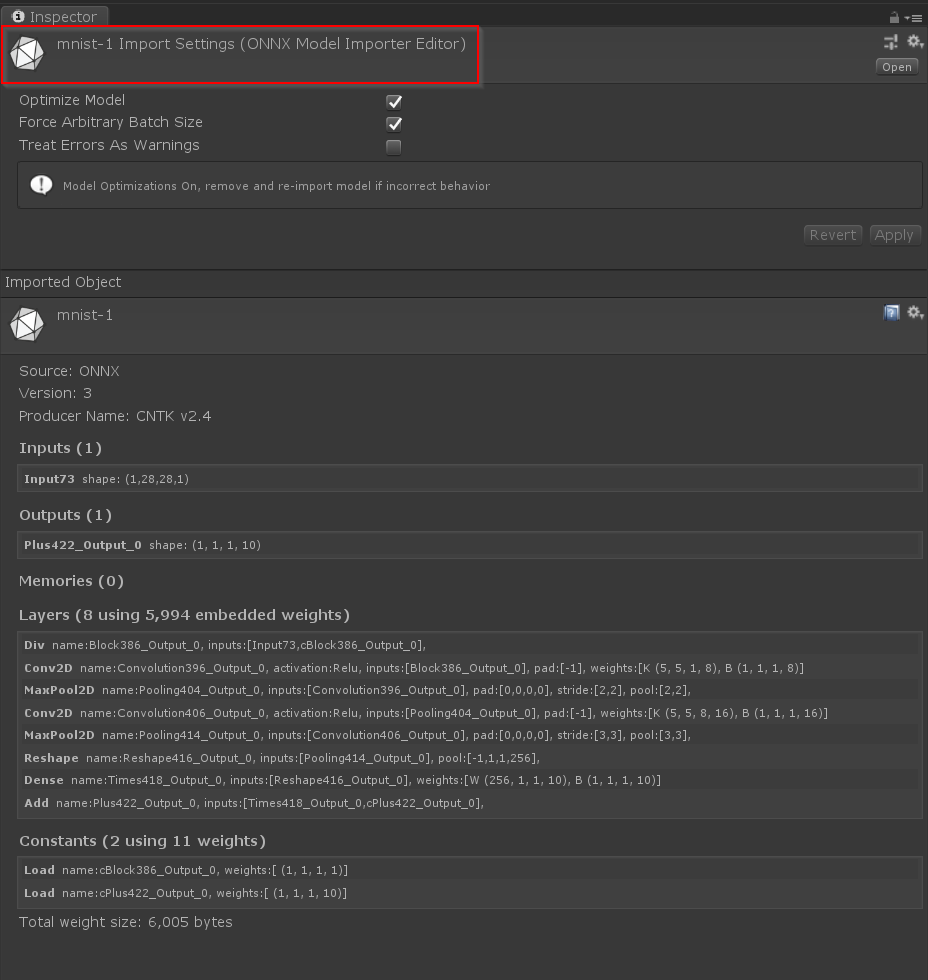 Inspector
mnist-1 Import Settings (ONNX Model Importer Editor)
Open
Optimize Model
Force Arbitrary Batch Size
Treat Errors As Warnings
Model Optimizations On, remove and re-import model if incorrect behavior
Revert Apply
Imported Object
mnist-1
Source: ONNX
Version: 3
Producer Name: CNTK v2.4
Inputs (1)
Input73 shape: (1,28,28,1)
Outputs (1)
Plus422_Output_0 shape: (1, 1, 1, 10)
Memories (0)
Layers (8 using 5,994 embedded weights)
Div name:Block386_Output_0, inputs:[Input73,cBlock386_Output_0],
Conv2D name:Convolution396_Output_0, activation:Relu, inputs:[Block386_Output_0], pad:[-1], weights:[K (5, 5, 1, 8), B (1, 1, 1, 8)]
MaxPool2D name:Pooling404_Output_0, inputs:[Convolution396_Output_0], pad:[0,0,0,0], stride:[2,2], pool:[2,2],
Conv2D name:Convolution406_Output_0, activation:Relu, inputs:[Pooling404_Output_0], pad:[-1], weights:[K (5, 5, 8, 16), B (1, 1, 1, 16)]
MaxPool2D name:Pooling414_Output_0, inputs:[Convolution406_Output_0], pad:[0,0,0,0], stride:[3,3], pool:[3,3],
Reshape name:Reshape416_Output_0, inputs:[Pooling414_Output_0], pool:[-1,1,1,256],
Dense name:Times418_Output_0, inputs:[Reshape416_Output_0], weights:[W (256, 1, 1, 10), B (1, 1, 1, 10)]
Add name:Plus422_Output_0, inputs:[Times418_Output_0,cPlus422_Output_0],
Constants (2 using 11 weights)
Load name:cBlock386_Output_0, weights:[ (1, 1, 1, 1)]
Load name:cPlus422_Output_0, weights:[ (1, 1, 1, 10)]
Total weight size: 6,005 bytes